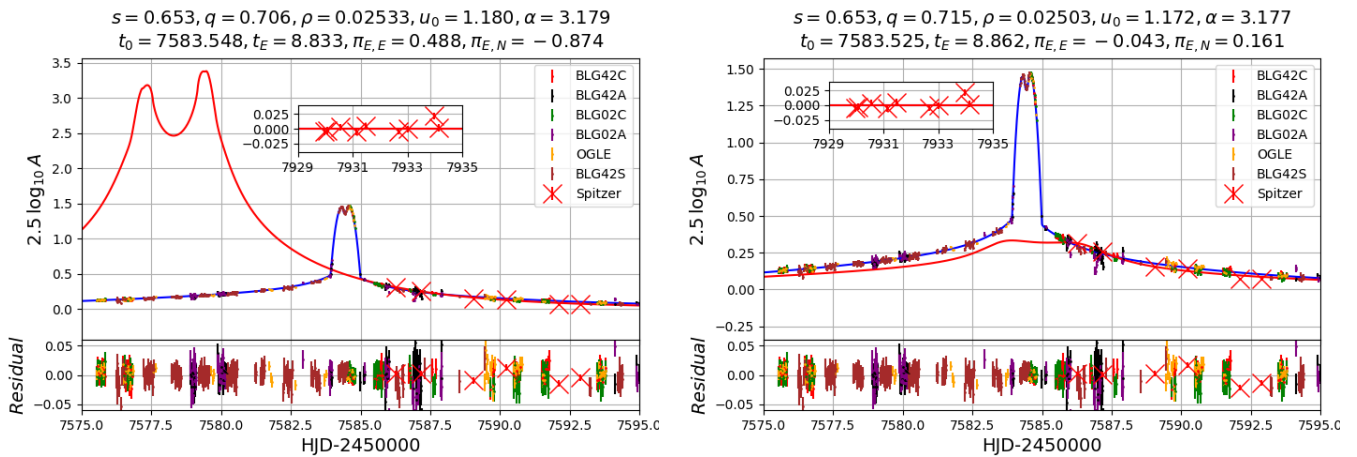 s = 0.653, q = 0.706, ρ = 0.02533, u₀ = 1.180, α = 3.179
t₀ = 7583.548, t_E = 8.833, π_{E,E} = 0.488, π_{E,N} = −0.874
3.5
3.0
2.5
2.0
1.5
1.0
0.5
0.0
2.5 log₁₀ A
0.025
0.000
−0.025
7929 7931 7933 7935
BLG42C
BLG42A
BLG02C
BLG02A
OGLE
BLG42S
Spitzer
0.05
0.00
−0.05
Residual
7575.0 7577.5 7580.0 7582.5 7585.0 7587.5 7590.0 7592.5 7595.0
HJD-2450000
s = 0.653, q = 0.715, ρ = 0.02503, u₀ = 1.172, α = 3.177
t₀ = 7583.525, t_E = 8.862, π_{E,E} = −0.043, π_{E,N} = 0.161
1.50
1.25
1.00
0.75
0.50
0.25
0.00
−0.25
2.5 log₁₀ A
0.025
0.000
−0.025
7929 7931 7933 7935
BLG42C
BLG42A
BLG02C
BLG02A
OGLE
BLG42S
Spitzer
0.05
0.00
−0.05
Residual
7575.0 7577.5 7580.0 7582.5 7585.0 7587.5 7590.0 7592.5 7595.0
HJD-2450000